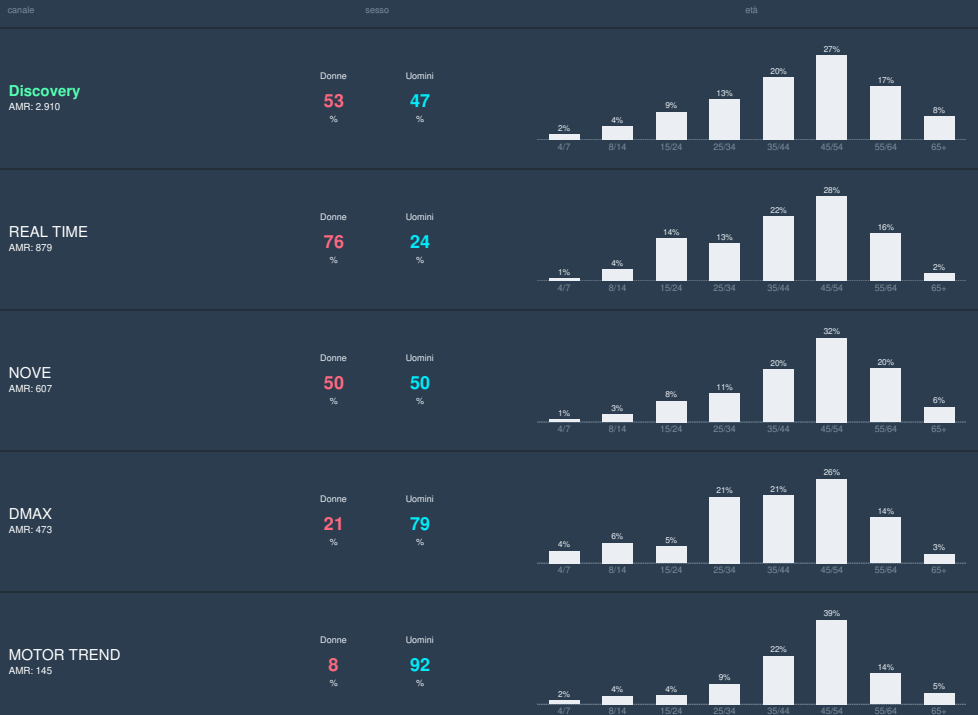 canale sesso età
Discovery
AMR: 2.910
Donne Uomini
53 47
% %
2% 4% 9% 13% 20% 27% 17% 8%
4/7 8/14 15/24 25/34 35/44 45/54 55/64 65+
REAL TIME
AMR: 879
Donne Uomini
76 24
% %
1% 4% 14% 13% 22% 28% 16% 2%
4/7 8/14 15/24 25/34 35/44 45/54 55/64 65+
NOVE
AMR: 607
Donne Uomini
50 50
% %
1% 3% 8% 11% 20% 32% 20% 6%
4/7 8/14 15/24 25/34 35/44 45/54 55/64 65+
DMAX
AMR: 473
Donne Uomini
21 79
% %
4% 6% 5% 21% 21% 26% 14% 3%
4/7 8/14 15/24 25/34 35/44 45/54 55/64 65+
MOTOR TREND
AMR: 145
Donne Uomini
8 92
% %
2% 4% 4% 9% 22% 39% 14% 5%
4/7 8/14 15/24 25/34 35/44 45/54 55/64 65+